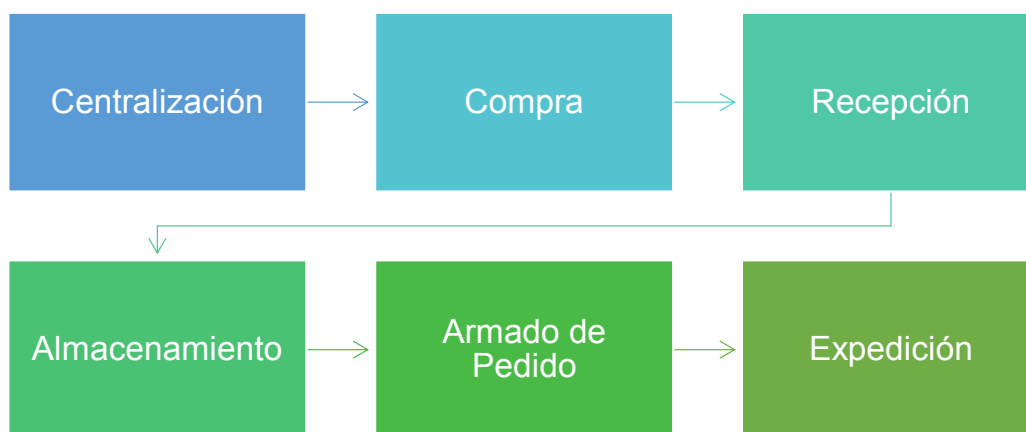 Centralización
Compra
Recepción
Almacenamiento
Armado de
Pedido
Expedición